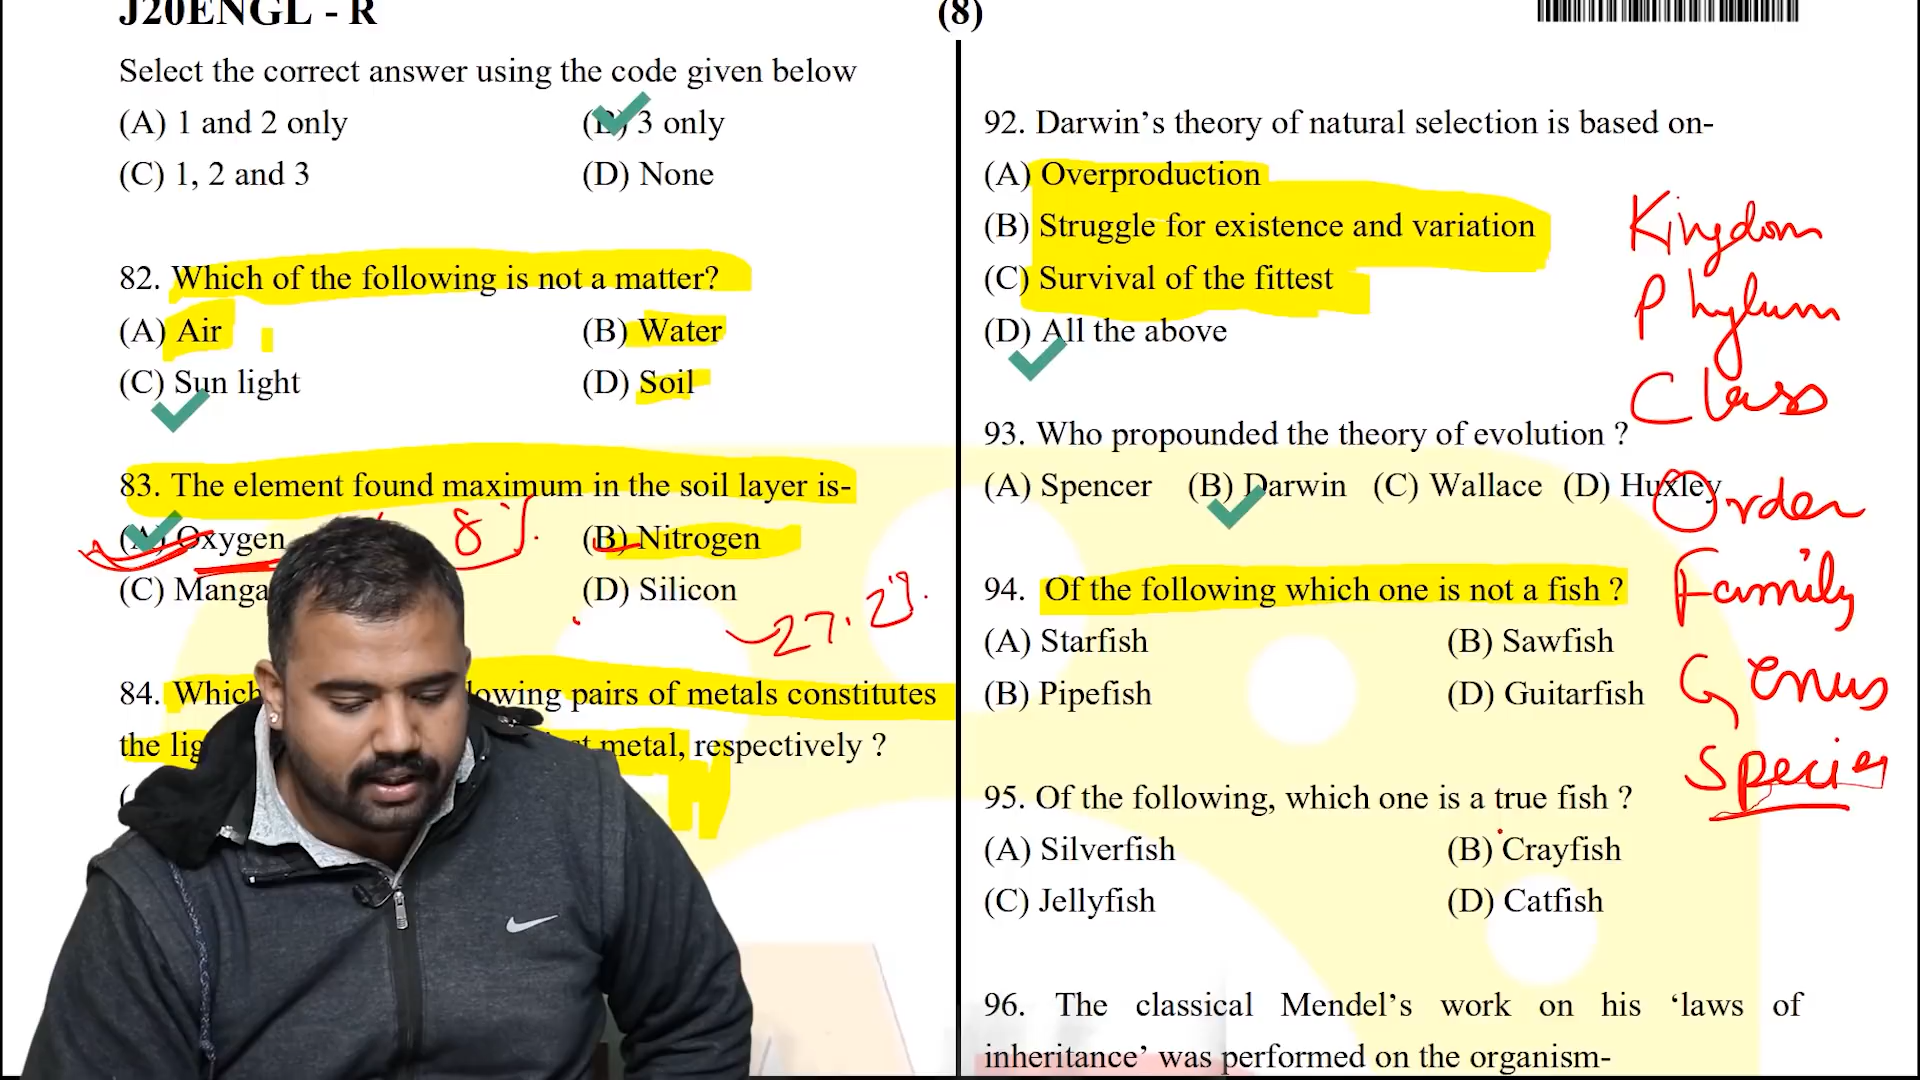 J20ENGL - R
(8)
Select the correct answer using the code given below
(A) 1 and 2 only (B) 3 only
(C) 1, 2 and 3 (D) None
82. Which of the following is not a matter?
(A) Air (B) Water
(C) Sun light (D) Soil
83. The element found maximum in the soil layer is-
(A) Oxygen 8%. (B) Nitrogen
(C) Manga (D) Silicon
27.2%.
84. Which lowing pairs of metals constitutes
the lig st metal, respectively ?
(
92. Darwin’s theory of natural selection is based on-
(A) Overproduction
(B) Struggle for existence and variation
(C) Survival of the fittest
(D) All the above
93. Who propounded the theory of evolution ?
(A) Spencer (B) Darwin (C) Wallace (D) Huxley
94. Of the following which one is not a fish ?
(A) Starfish (B) Sawfish
(B) Pipefish (D) Guitarfish
95. Of the following, which one is a true fish ?
(A) Silverfish (B) Crayfish
(C) Jellyfish (D) Catfish
96. The classical Mendel’s work on his ‘laws of
inheritance’ was performed on the organism-
Kingdom
Phylum
Class
Order
Family
Genus
Species